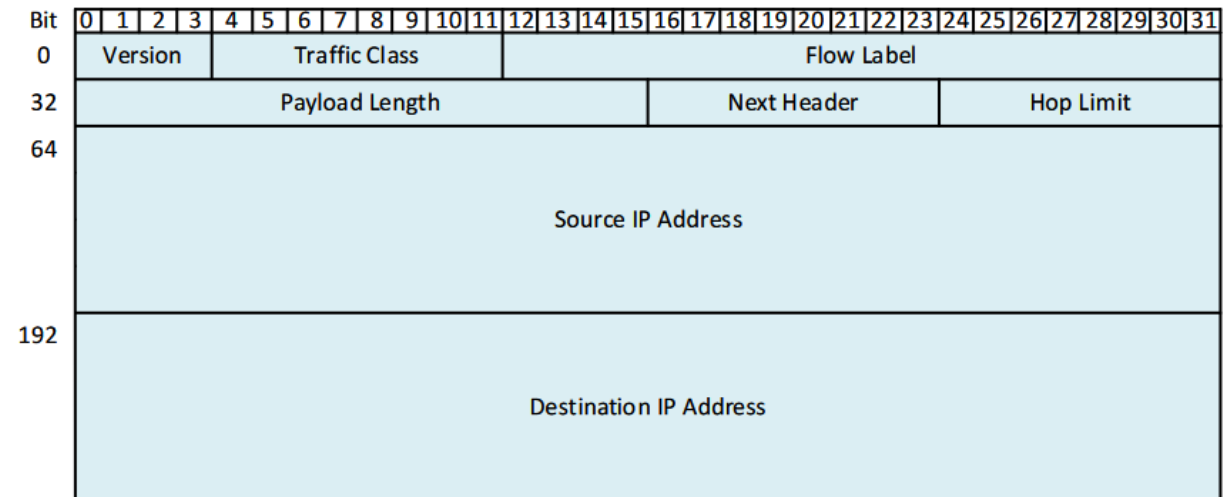 Bit 0 1 2 3 4 5 6 7 8 9 10 11 12 13 14 15 16 17 18 19 20 21 22 23 24 25 26 27 28 29 30 31
0 Version Traffic Class Flow Label
32 Payload Length Next Header Hop Limit
64
Source IP Address
192
Destination IP Address